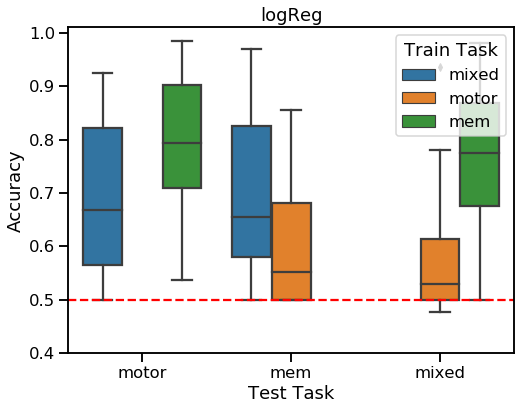 logReg
Accuracy
1.0
0.9
0.8
0.7
0.6
0.5
0.4
Train Task
mixed
motor
mem
motor
mem
mixed
Test Task